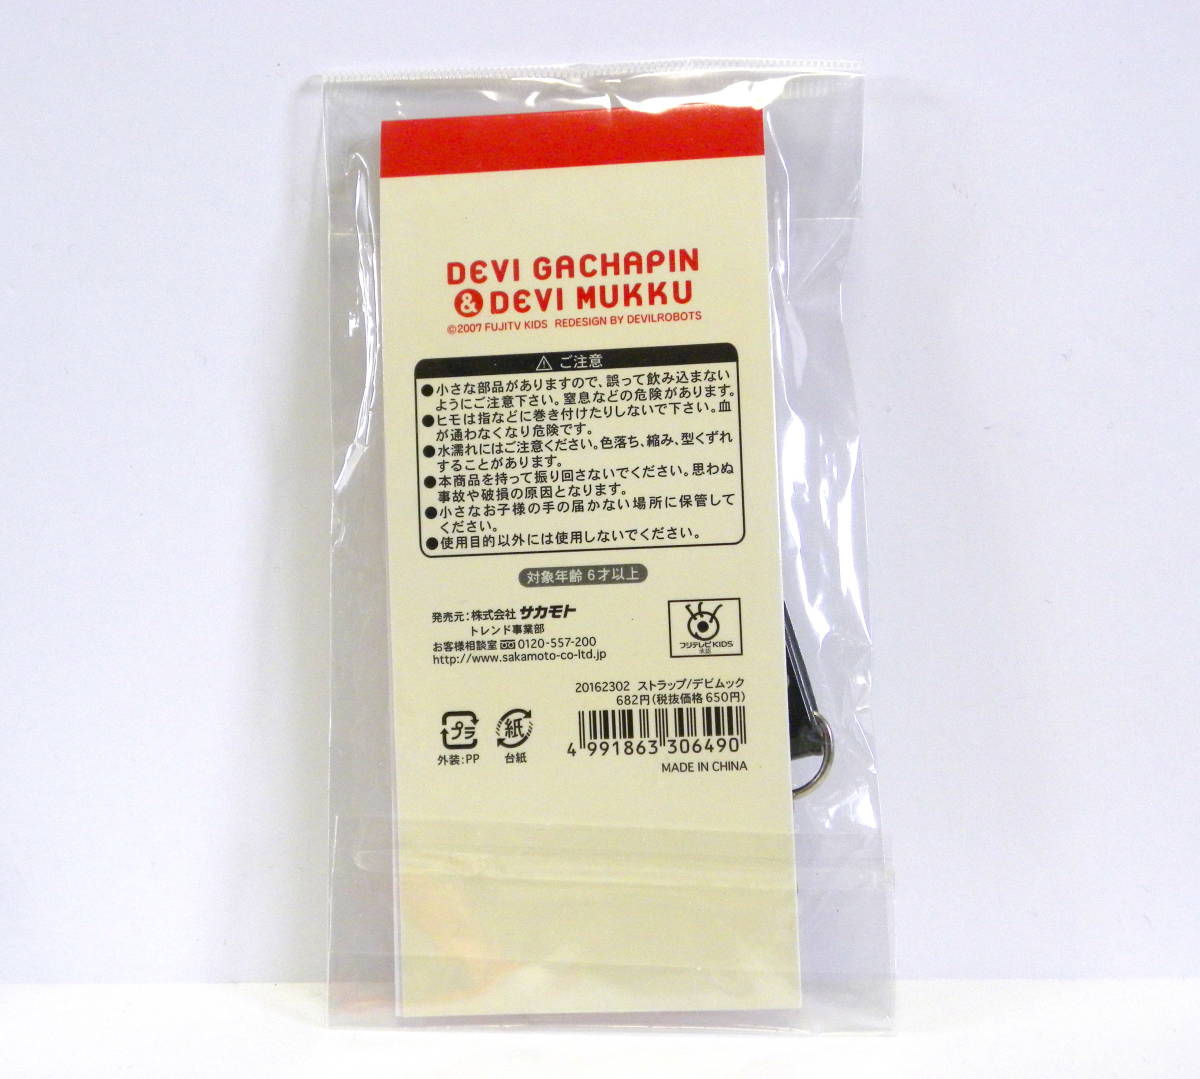 DEVI GACHAPIN
& DEVI MUKKU
©2007 FUJITV KIDS REDESIGN BY DEVILROBOTS
⚠ ご注意
●小さな部品がありますので、誤って飲み込まない
ようにご注意下さい。窒息などの危険があります。
●ヒモは指などに巻き付けたりしないで下さい。血
が通わなくなり危険です。
●水濡れにはご注意ください。色落ち、縮み、型くずれ
することがあります。
●本商品を持って振り回さないでください。思わぬ
事故や破損の原因となります。
●小さなお子様の手の届かない場所に保管して
ください。
●使用目的以外には使用しないでください。
対象年齢 6才以上
発売元：株式会社 サカモト
トレンド事業部
お客様相談室 0120-557-200
http://www.sakamoto-co-ltd.jp
フジテレビKIDS
承認
20162302 ストラップ/デビムック
682円(税抜価格 650円)
プラ
外装：PP
紙
台紙
4 991863 306490
MADE IN CHINA